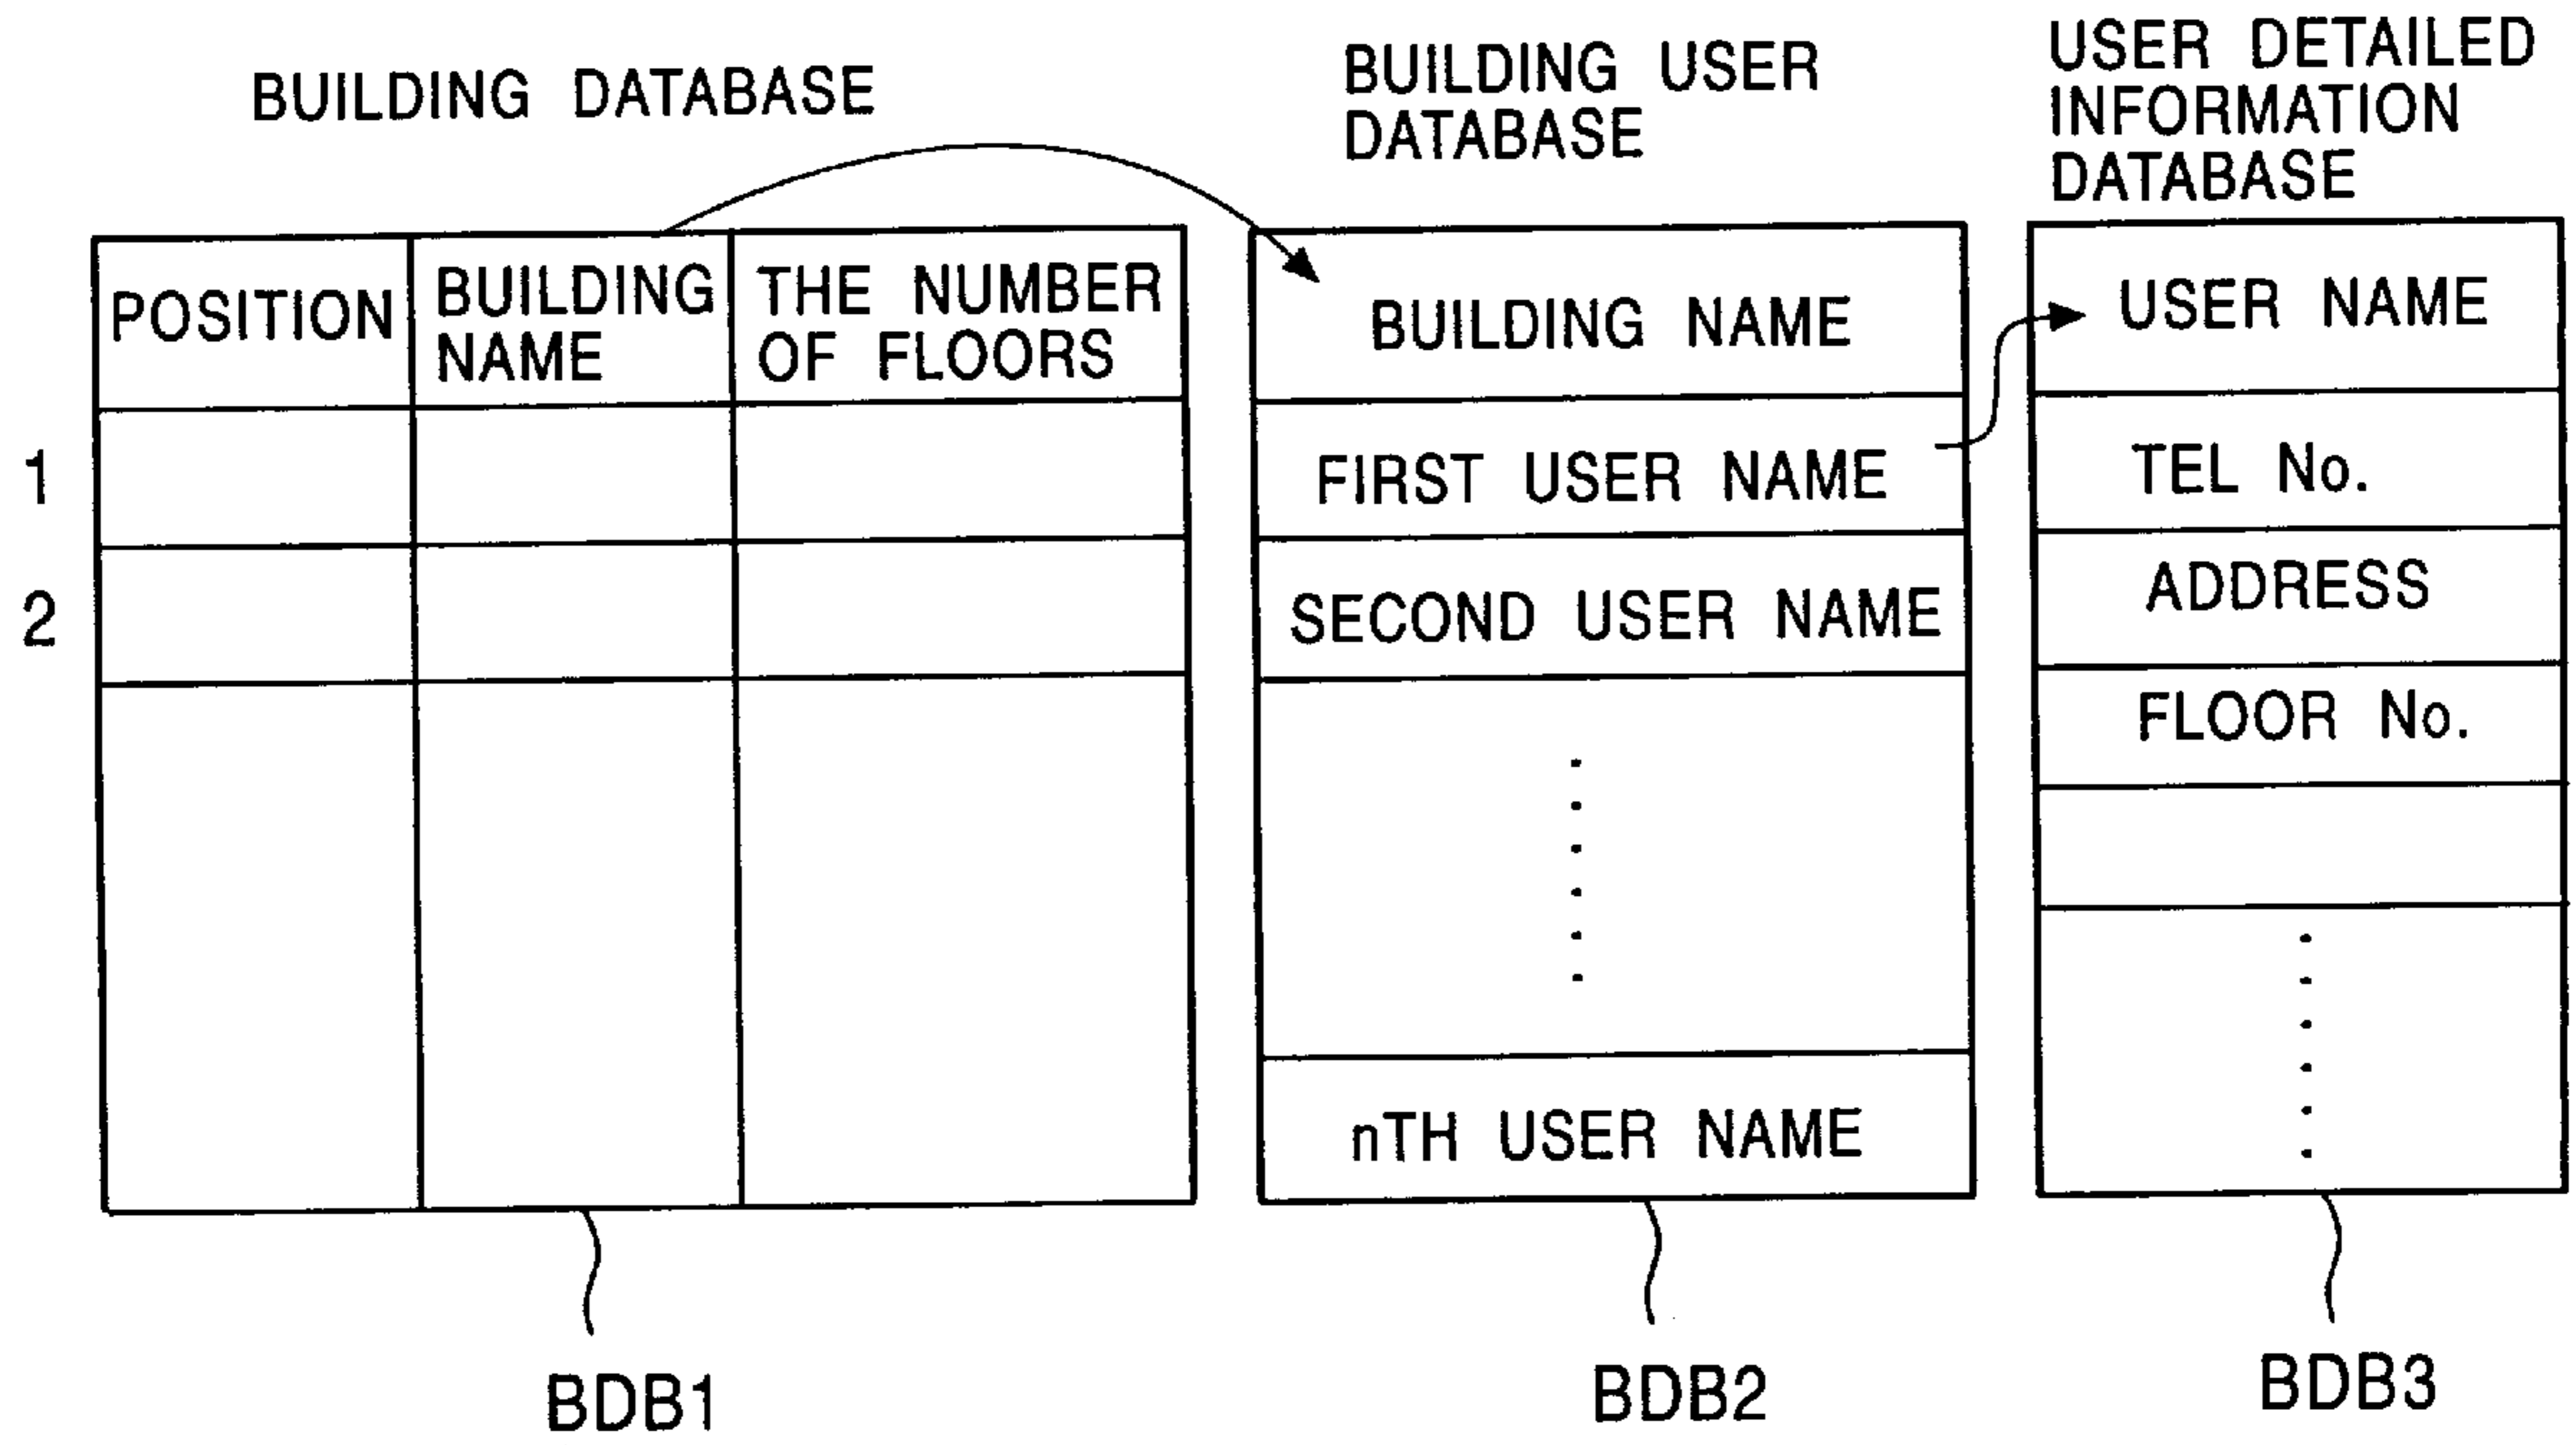 BUILDING DATABASE
BUILDING USER
DATABASE
USER DETAILED
INFORMATION
DATABASE
POSITION
BUILDING
NAME
THE NUMBER
OF FLOORS
1
2
BUILDING NAME
FIRST USER NAME
SECOND USER NAME
nTH USER NAME
USER NAME
TEL No.
ADDRESS
FLOOR No.
BDB1
BDB2
BDB3